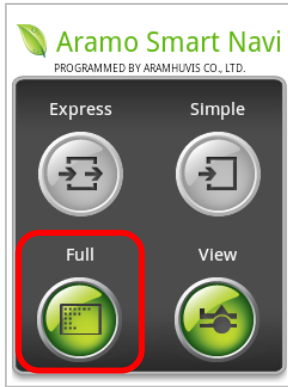 Aramo Smart Navi
PROGRAMMED BY ARAMHUVIS CO., LTD.
Express Simple
Full View